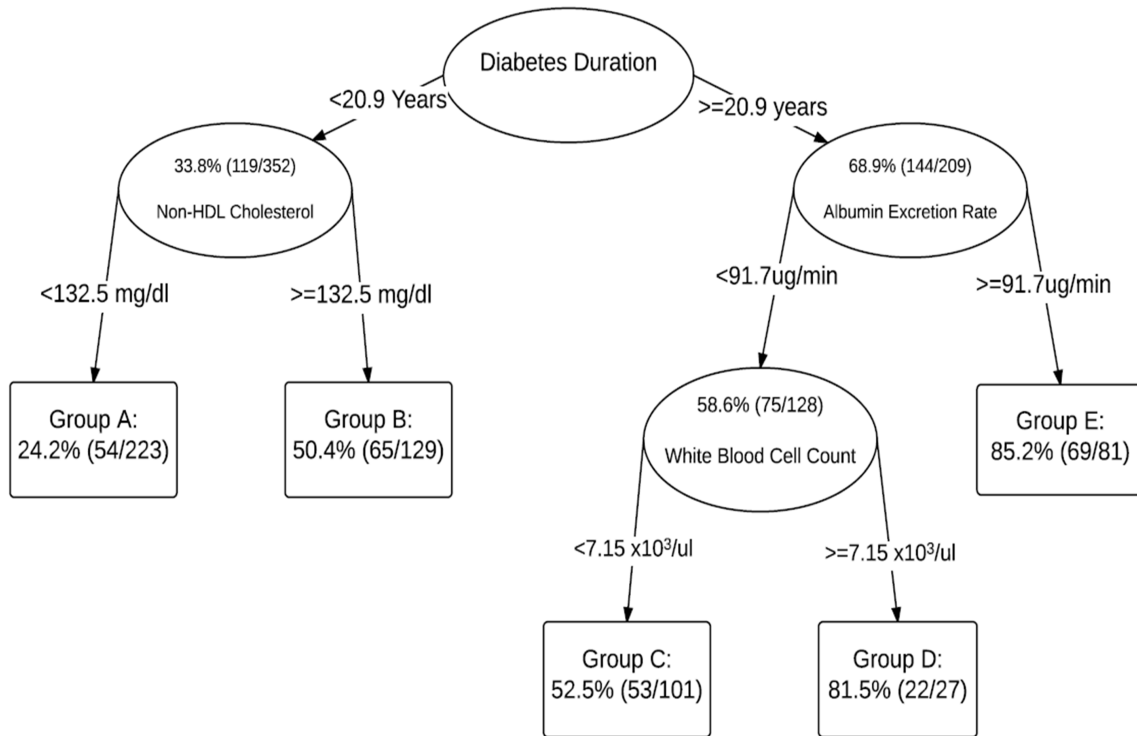 Diabetes Duration
<20.9 Years
>=20.9 years
33.8% (119/352)
Non-HDL Cholesterol
68.9% (144/209)
Albumin Excretion Rate
<132.5 mg/dl
>=132.5 mg/dl
<91.7ug/min
>=91.7ug/min
Group A:
24.2% (54/223)
Group B:
50.4% (65/129)
58.6% (75/128)
White Blood Cell Count
Group E:
85.2% (69/81)
<7.15 x10³/ul
>=7.15 x10³/ul
Group C:
52.5% (53/101)
Group D:
81.5% (22/27)